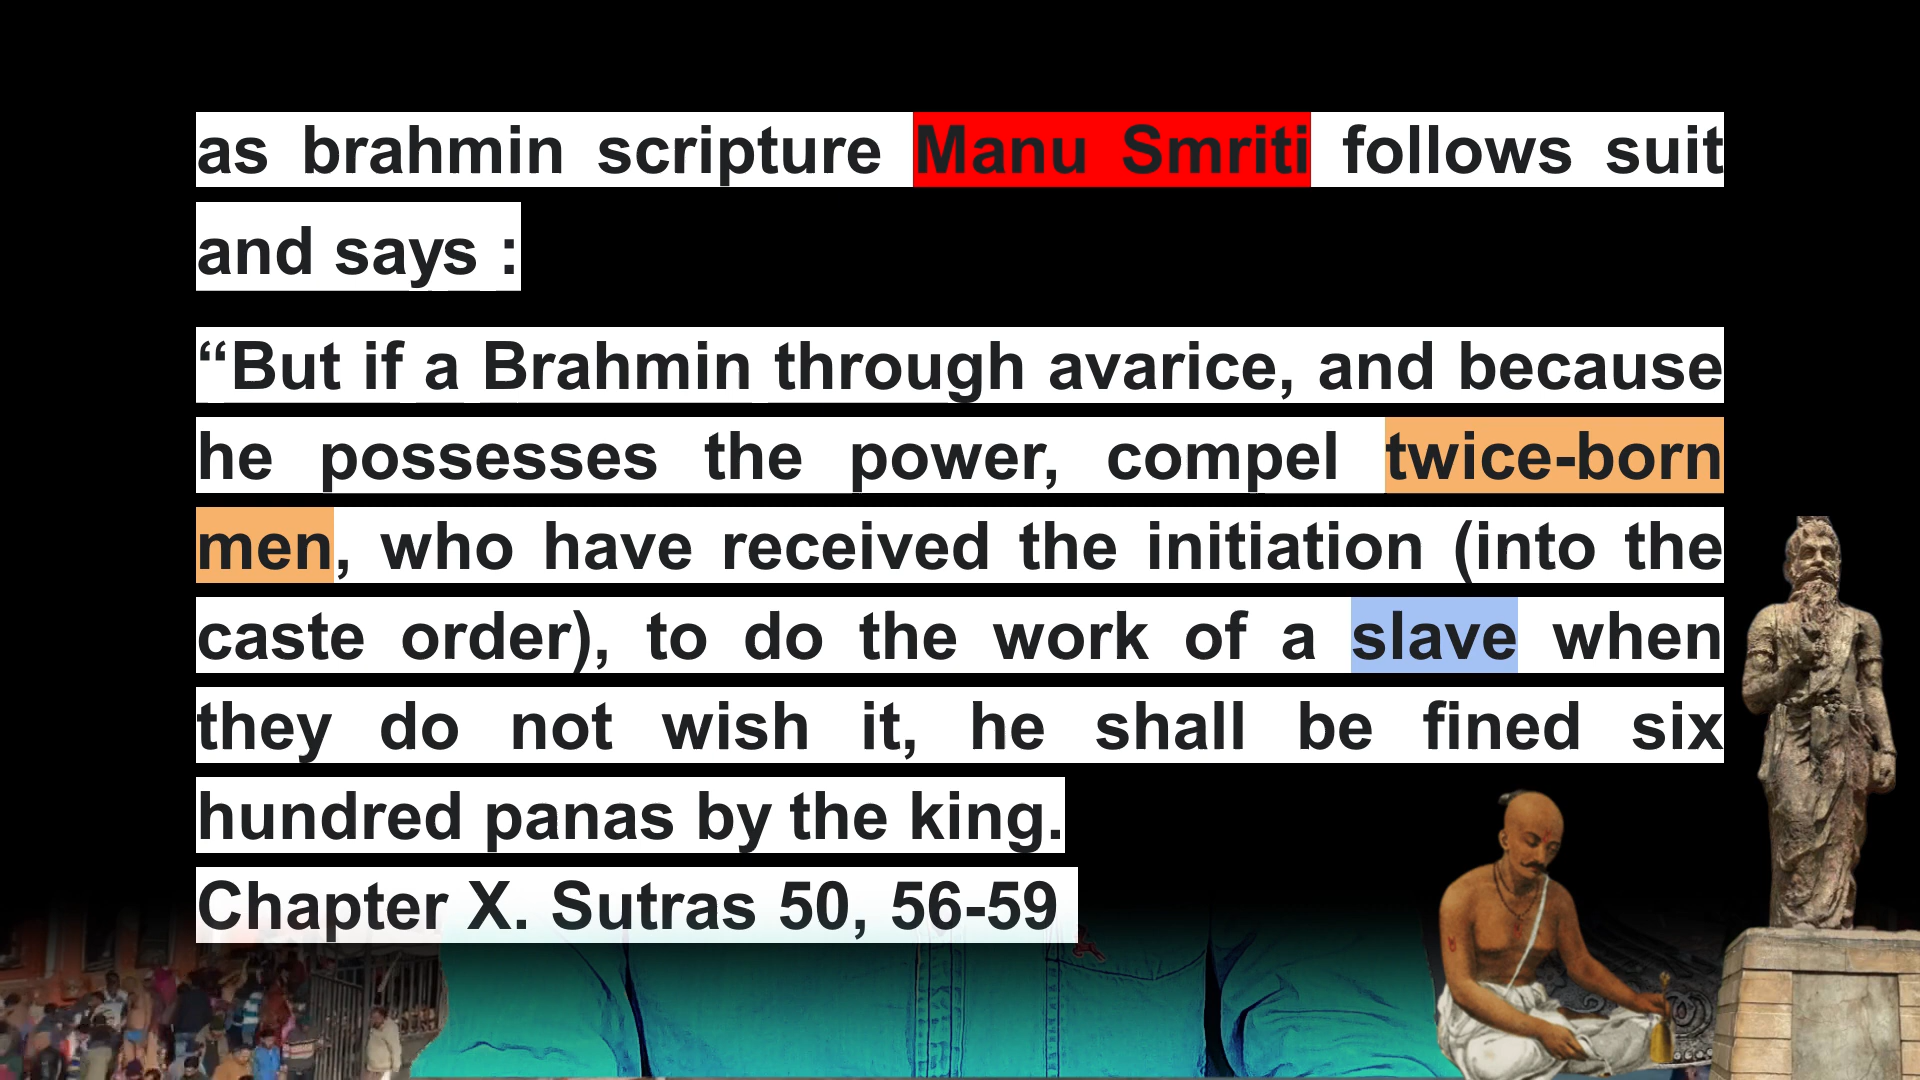 as brahmin scripture Manu Smriti follows suit
and says :
“But if a Brahmin through avarice, and because
he possesses the power, compel twice-born
men, who have received the initiation (into the
caste order), to do the work of a slave when
they do not wish it, he shall be fined six
hundred panas by the king.
Chapter X. Sutras 50, 56-59